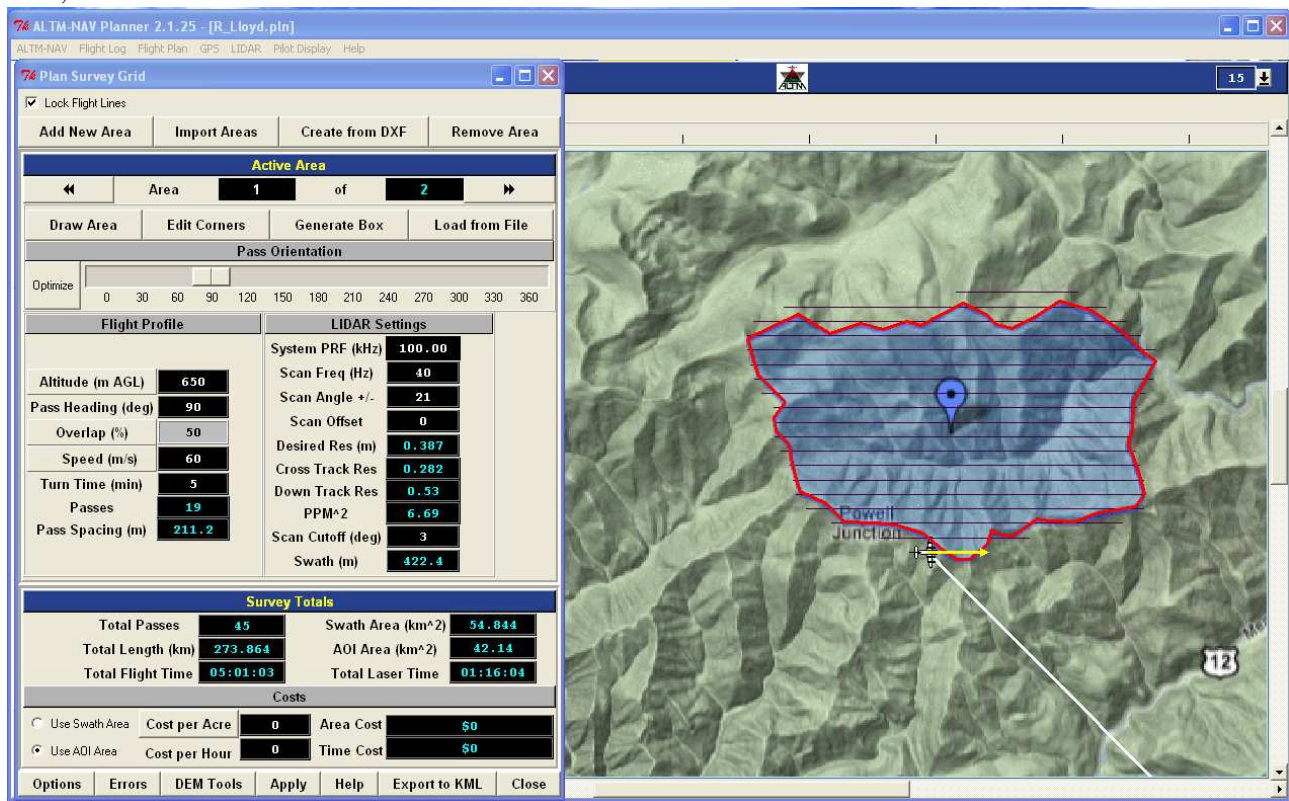 ALTM-NAV Planner 2.1.25 - [R_Lloyd.pln]
ALTM-NAV Flight Log Flight Plan GPS LIDAR Pilot Display Help
Plan Survey Grid
15
Lock Flight Lines
ALTM
Add New Area Import Areas Create from DXF Remove Area
Active Area
Area 1 of 2
Draw Area Edit Corners Generate Box Load from File
Pass Orientation
Optimize
0 30 60 90 120 150 180 210 240 270 300 330 360
Flight Profile LIDAR Settings
System PRF (kHz) 100.00
Altitude (m AGL) 650 Scan Freq (Hz) 40
Pass Heading (deg) 90 Scan Angle +/- 21
Overlap (%) 50 Scan Offset 0
Speed (m/s) 60 Desired Res (m) 0.387
Turn Time (min) 5 Cross Track Res 0.282
Passes 19 Down Track Res 0.53
Pass Spacing (m) 211.2 PPM^2 6.69
Scan Cutoff (deg) 3
Swath (m) 422.4
Survey Totals
Total Passes 45 Swath Area (km^2) 54.844
Total Length (km) 273.864 AOI Area (km^2) 42.14
Total Flight Time 05:01:03 Total Laser Time 01:16:04
Costs
Use Swath Area Cost per Acre 0 Area Cost $0
Use AOI Area Cost per Hour 0 Time Cost $0
Options Errors DEM Tools Apply Help Export to KML Close
Powell
Junction
12